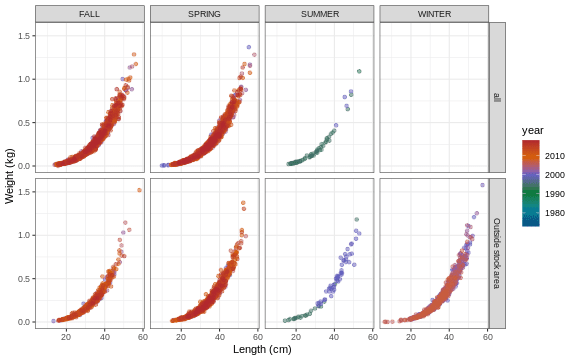 FALL SPRING SUMMER WINTER
1.5
1.0
0.5
0.0
all
1.5
1.0
0.5
0.0
Outside stock area
Weight (kg)
20 40 60 20 40 60 20 40 60 20 40 60
Length (cm)
year
2010
2000
1990
1980